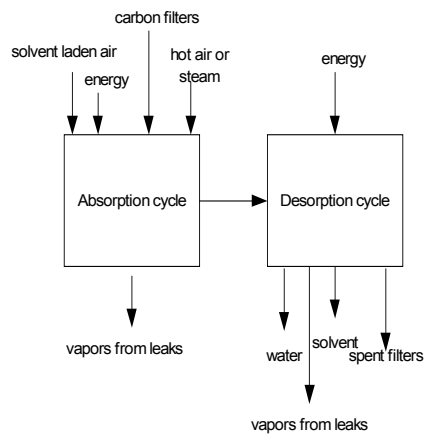 carbon filters
solvent laden air
energy
hot air or
steam
energy
Absorption cycle
Desorption cycle
vapors from leaks
water
solvent
spent filters
vapors from leaks